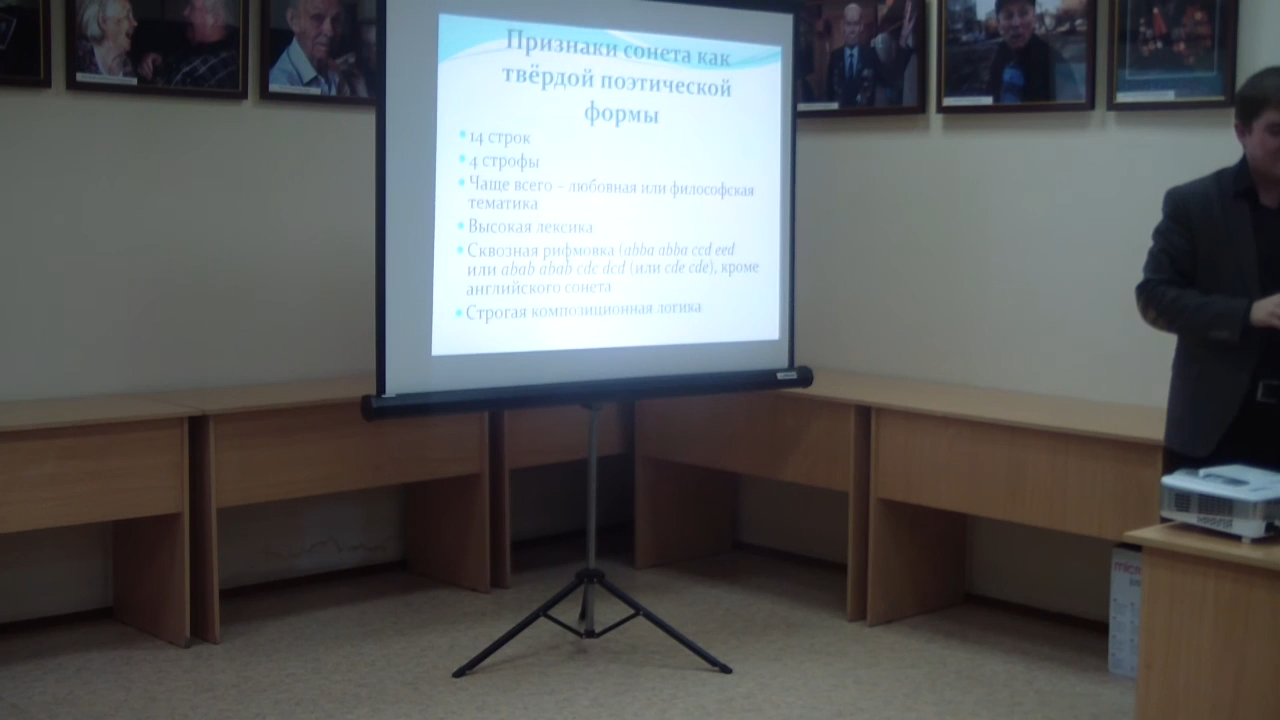 Признаки сонета как
твёрдой поэтической
формы
14 строк
4 строфы
Чаще всего – любовная или философская
тематика
Высокая лексика
Сквозная рифмовка (abba abba ccd eed
или abab abab cdc dcd (или cde cde), кроме
английского сонета
Строгая композиционная логика